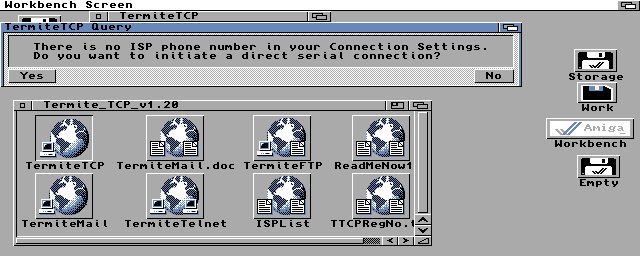 Workbench Screen
TermiteTCP
TermiteTCP Query
There is no ISP phone number in your Connection Settings.
Do you want to initiate a direct serial connection?
Yes
No
Storage
Work
Amiga
Workbench
Empty
Termite_TCP_v1.20
TermiteTCP
TermiteMail.doc
TermiteFTP
ReadMeNow1
TermiteMail
TermiteTelnet
ISPList
TTCPRegNo.